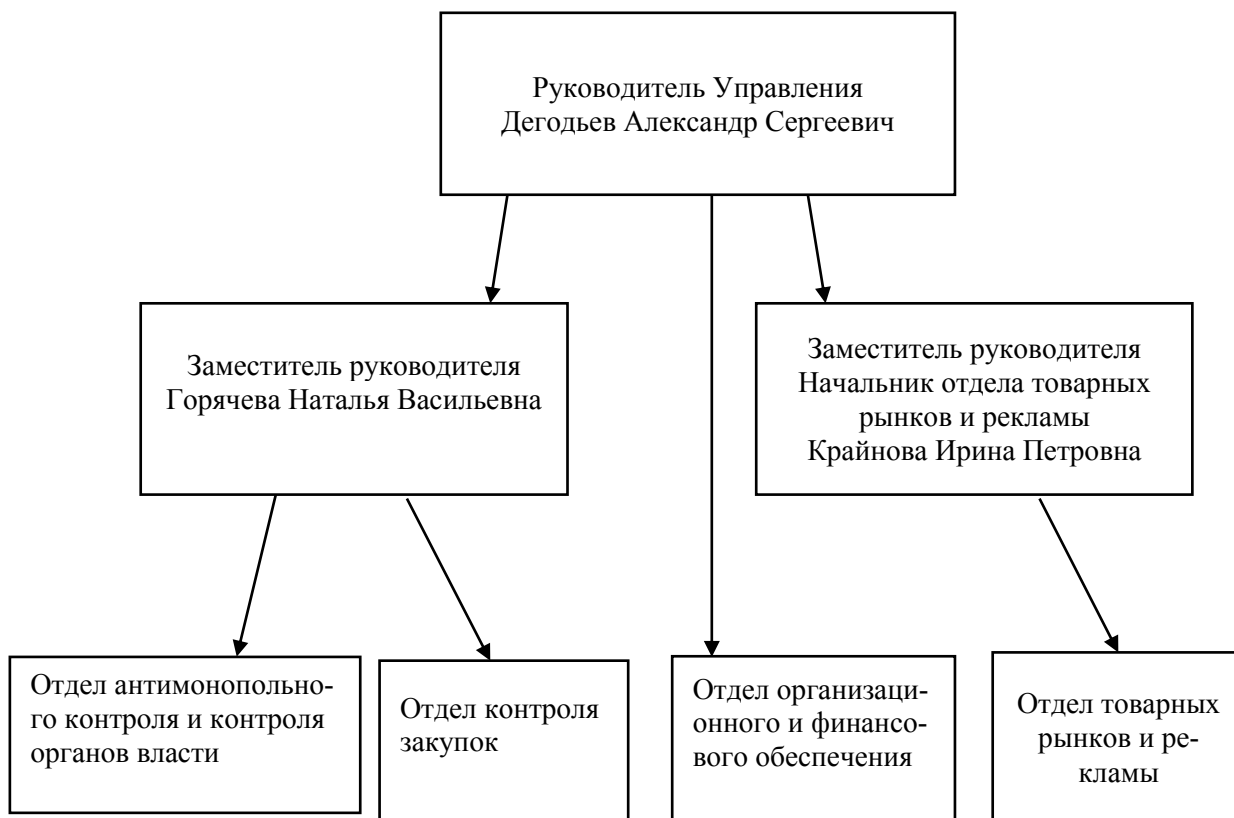 Руководитель Управления
Дегодьев Александр Сергеевич
Заместитель руководителя
Горячева Наталья Васильевна
Заместитель руководителя
Начальник отдела товарных
рынков и рекламы
Крайнова Ирина Петровна
Отдел антимонопольно-
го контроля и контроля
органов власти
Отдел контроля
закупок
Отдел организаци-
онного и финансо-
вого обеспечения
Отдел товарных
рынков и ре-
кламы